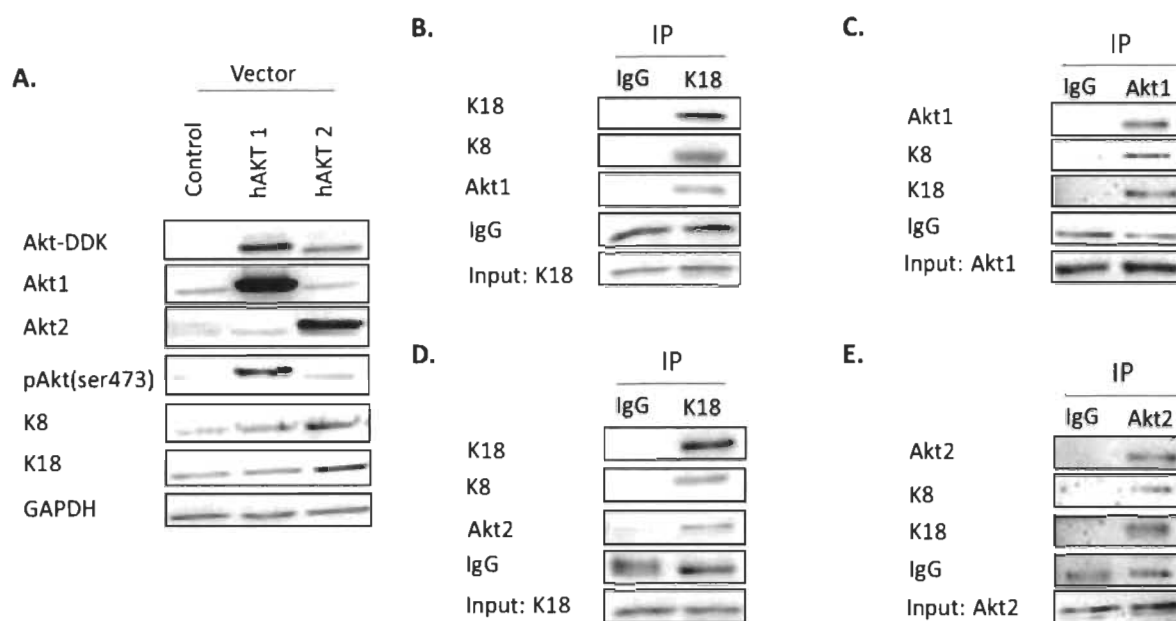 A.
Vector
Control
hAKT 1
hAKT 2
Akt-DDK
Akt1
Akt2
pAkt(ser473)
K8
K18
GAPDH
B.
IP
IgG K18
K18
K8
Akt1
IgG
Input: K18
C.
IP
IgG Akt1
Akt1
K8
K18
IgG
Input: Akt1
D.
IP
IgG K18
K18
K8
Akt2
IgG
Input: K18
E.
IP
IgG Akt2
Akt2
K8
K18
IgG
Input: Akt2